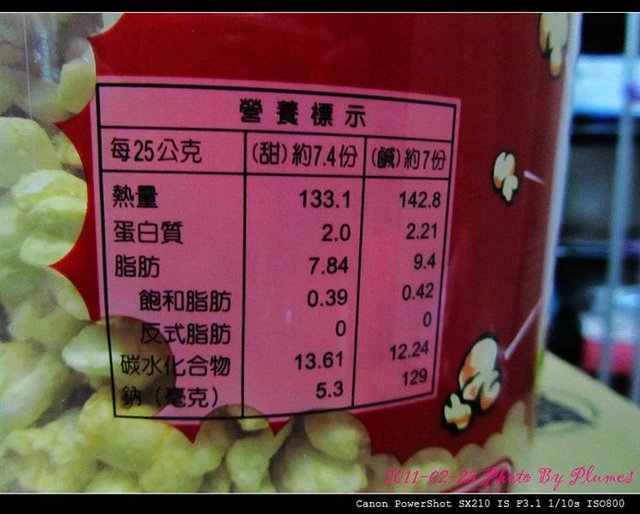 營養標示
每25公克 (甜)約7.4份 (鹹)約7份
熱量 133.1 142.8
蛋白質 2.0 2.21
脂肪 7.84 9.4
飽和脂肪 0.39 0.42
反式脂肪 0 0
碳水化合物 13.61 12.24
鈉(毫克) 5.3 129
2011-02-23 Photo By Plumes
Canon PowerShot SX210 IS F3.1 1/10s ISO800